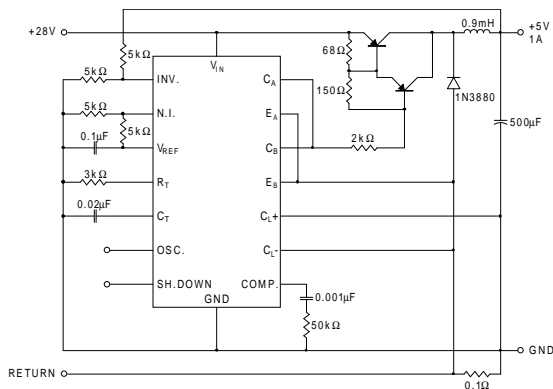 +28V
0.9mH
+5V
1A
5kΩ
68Ω
V_IN
5kΩ
INV.
C_A
150Ω
1N3880
5kΩ
N.I.
E_A
5kΩ
500µF
0.1µF
V_REF
C_B
2kΩ
3kΩ
R_T
E_B
0.02µF
C_T
C_L+
OSC.
C_L-
SH.DOWN
COMP.
GND
0.001µF
50kΩ
GND
RETURN
0.1Ω